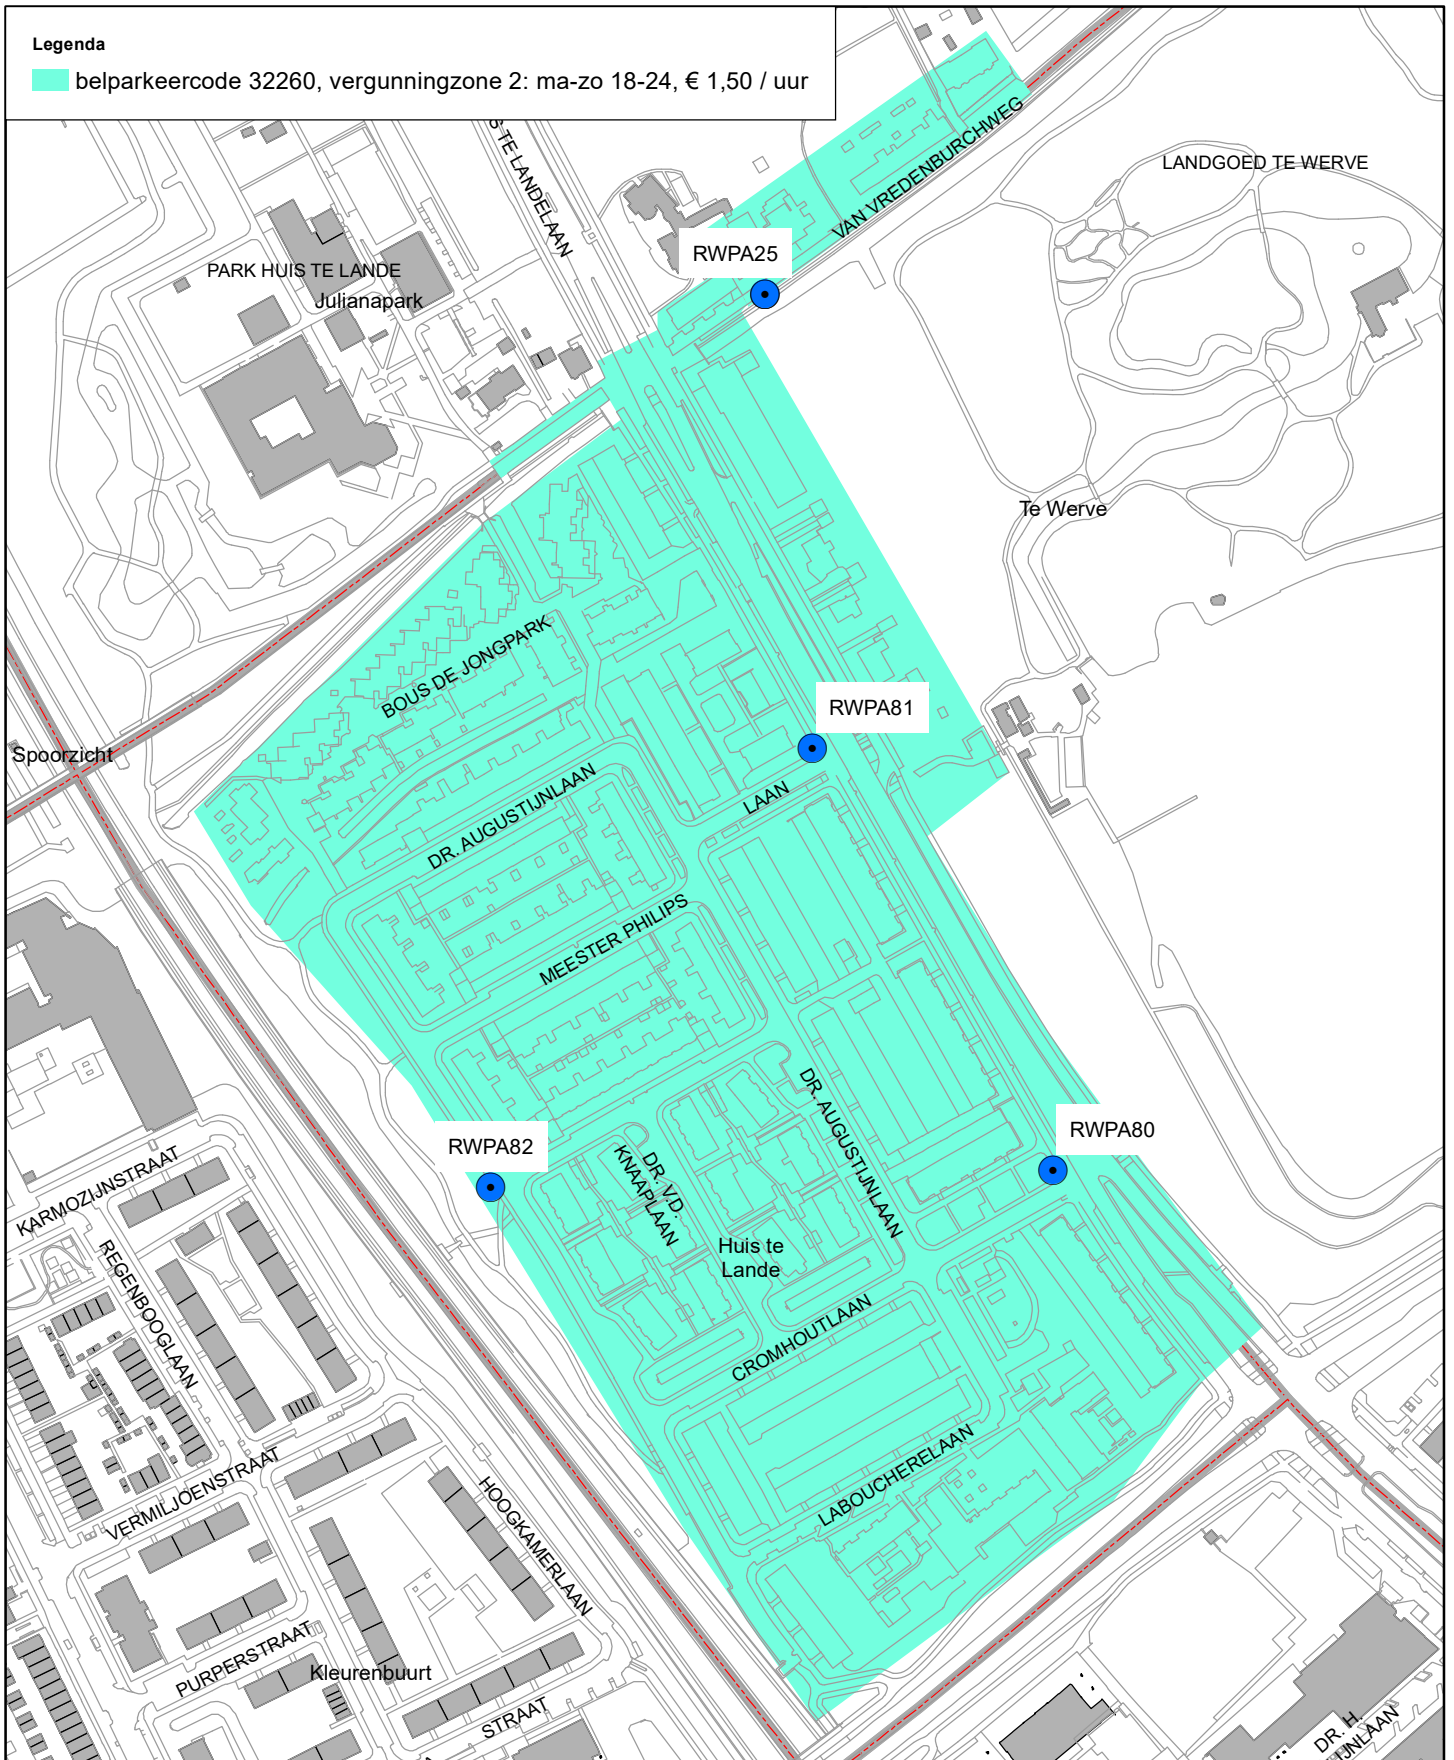 Legenda
belparkeercode 32260, vergunningzone 2: ma-zo 18-24, € 1,50 / uur
S TE LANDELAAN
VAN VREDENBURCHWEG
LANDGOED TE WERVE
RWPA25
PARK HUIS TE LANDE
Julianapark
Te Werve
BOUS DE JONGPARK
RWPA81
Spoorzicht
DR. AUGUSTIJNLAAN
LAAN
MEESTER PHILIPS
DR. AUGUSTIJNLAAN
RWPA80
RWPA82
DR. V.D.
KNAAPLAAN
KARMOZIJNSTRAAT
REGENBOOGLAAN
Huis te
Lande
CROMHOUTLAAN
LABOUCHERELAAN
VERMILJOENSTRAAT
HOOGKAMERLAAN
PURPERSTRAAT
Kleurenbuurt
STRAAT
DR. H.
IJNLAAN